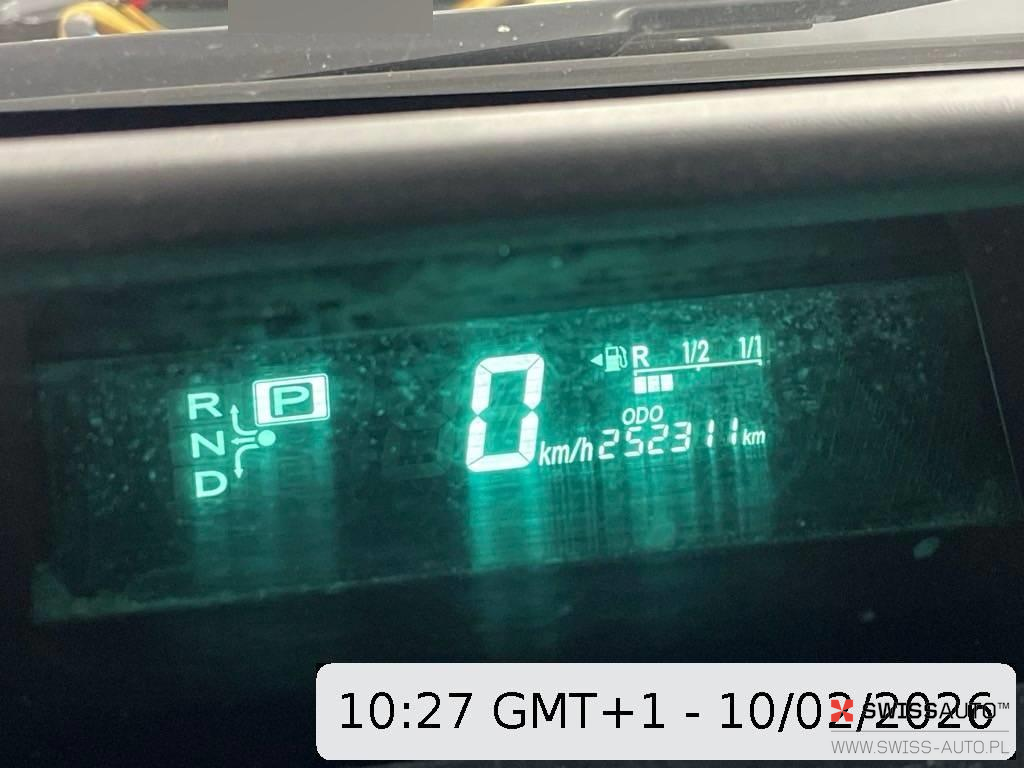 R P
N
D
0 km/h
R 1/2 1/1
ODO
252311 km
10:27 GMT+1 - 10/02/2026
SWISSAUTO™
WWW.SWISS-AUTO.PL